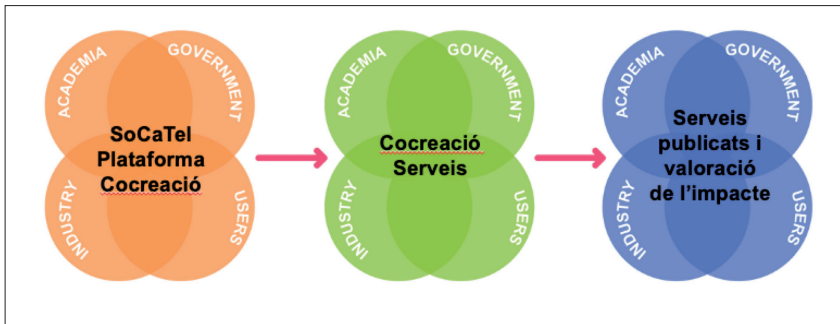 ACADEMIA
GOVERNMENT
SoCaTel
Plataforma
Cocreació
INDUSTRY
USERS
ACADEMIA
GOVERNMENT
Cocreació
Serveis
INDUSTRY
USERS
ACADEMIA
GOVERNMENT
Serveis
publicats i
valoració
de l'impacte
INDUSTRY
USERS